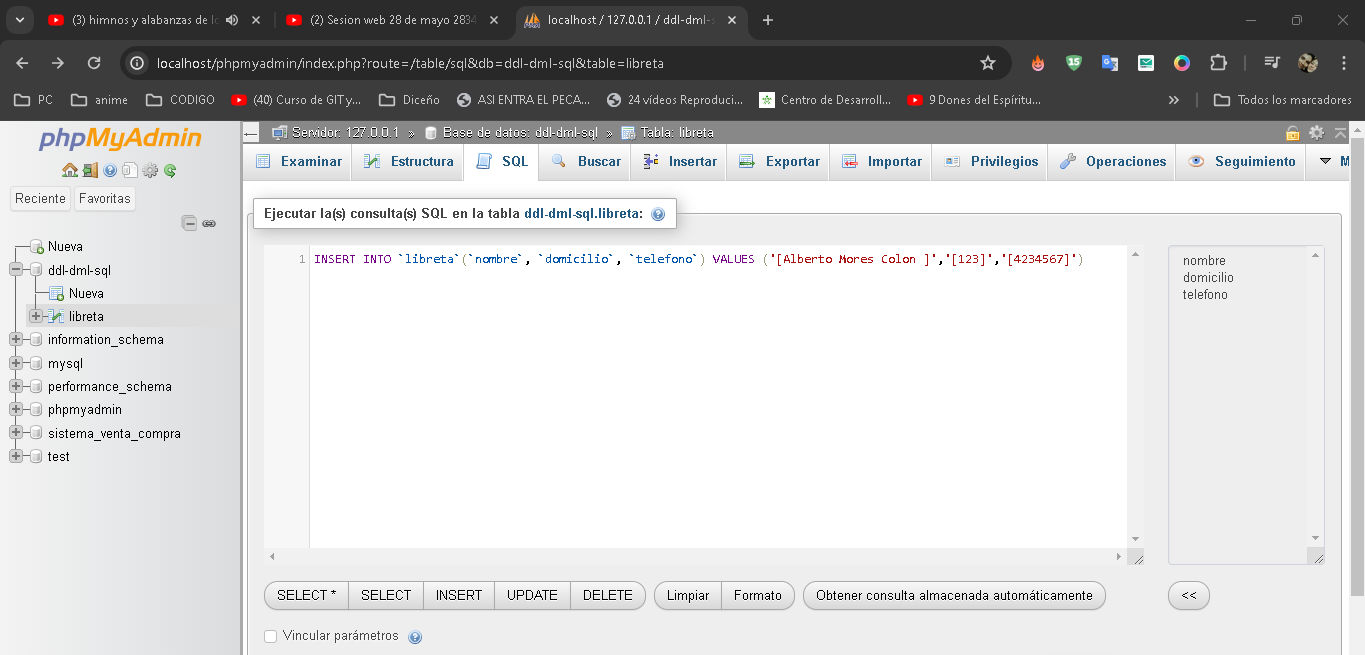 (3) himnos y alabanzas de lo
(2) Sesion web 28 de mayo 2834
localhost / 127.0.0.1 / ddl-dml-s
localhost/phpmyadmin/index.php?route=/table/sql&db=ddl-dml-sql&table=libreta
15
PC
anime
CODIGO
(40) Curso de GIT y...
Diceño
ASI ENTRA EL PECA...
24 vídeos Reproduci...
Centro de Desarroll...
9 Dones del Espíritu...
»
Todos los marcadores
phpMyAdmin
Reciente
Favoritas
Nueva
ddl-dml-sql
Nueva
libreta
information_schema
mysql
performance_schema
phpmyadmin
sistema_venta_compra
test
Servidor: 127.0.0.1 » Base de datos: ddl-dml-sql » Tabla: libreta
Examinar
Estructura
SQL
Buscar
Insertar
Exportar
Importar
Privilegios
Operaciones
Seguimiento
M
Ejecutar la(s) consulta(s) SQL en la tabla ddl-dml-sql.libreta:
1 INSERT INTO `libreta`(`nombre`, `domicilio`, `telefono`) VALUES ('[Alberto Mores Colon ]','[123]','[4234567]')
nombre
domicilio
telefono
SELECT *
SELECT
INSERT
UPDATE
DELETE
Limpiar
Formato
Obtener consulta almacenada automáticamente
<<
Vincular parámetros